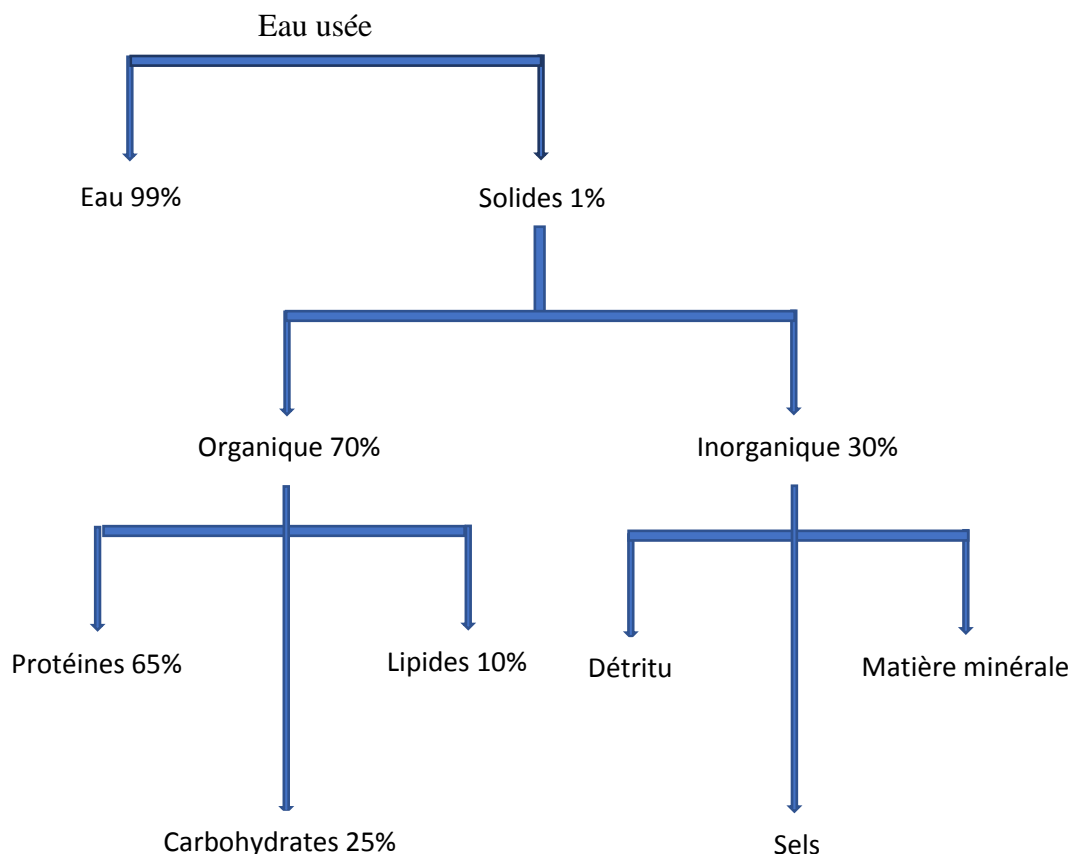 Eau usée
Eau 99%
Solides 1%
Organique 70%
Inorganique 30%
Protéines 65%
Lipides 10%
Détritu
Matière minérale
Carbohydrates 25%
Sels